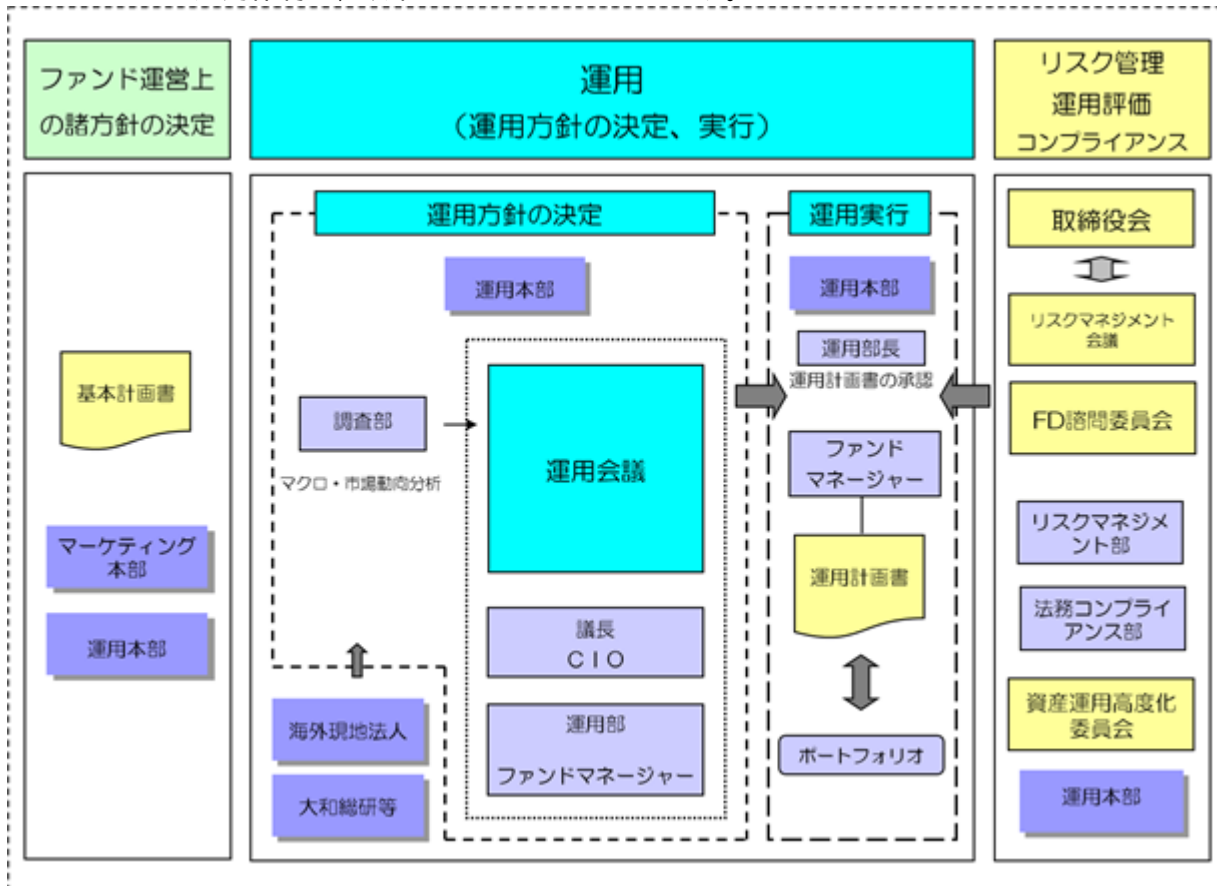 ファンド運営上
の諸方針の決定
運用
（運用方針の決定、実行）
リスク管理
運用評価
コンプライアンス
基本計画書
マーケティング
本部
運用本部
運用方針の決定
運用本部
調査部
マクロ・市場動向分析
運用会議
議長
ＣＩＯ
運用部
ファンドマネージャー
海外現地法人
大和総研等
運用実行
運用本部
運用部長
運用計画書の承認
ファンド
マネージャー
運用計画書
ポートフォリオ
取締役会
リスクマネジメント
会議
FD諮問委員会
リスクマネジメ
ント部
法務コンプライ
アンス部
資産運用高度化
委員会
運用本部